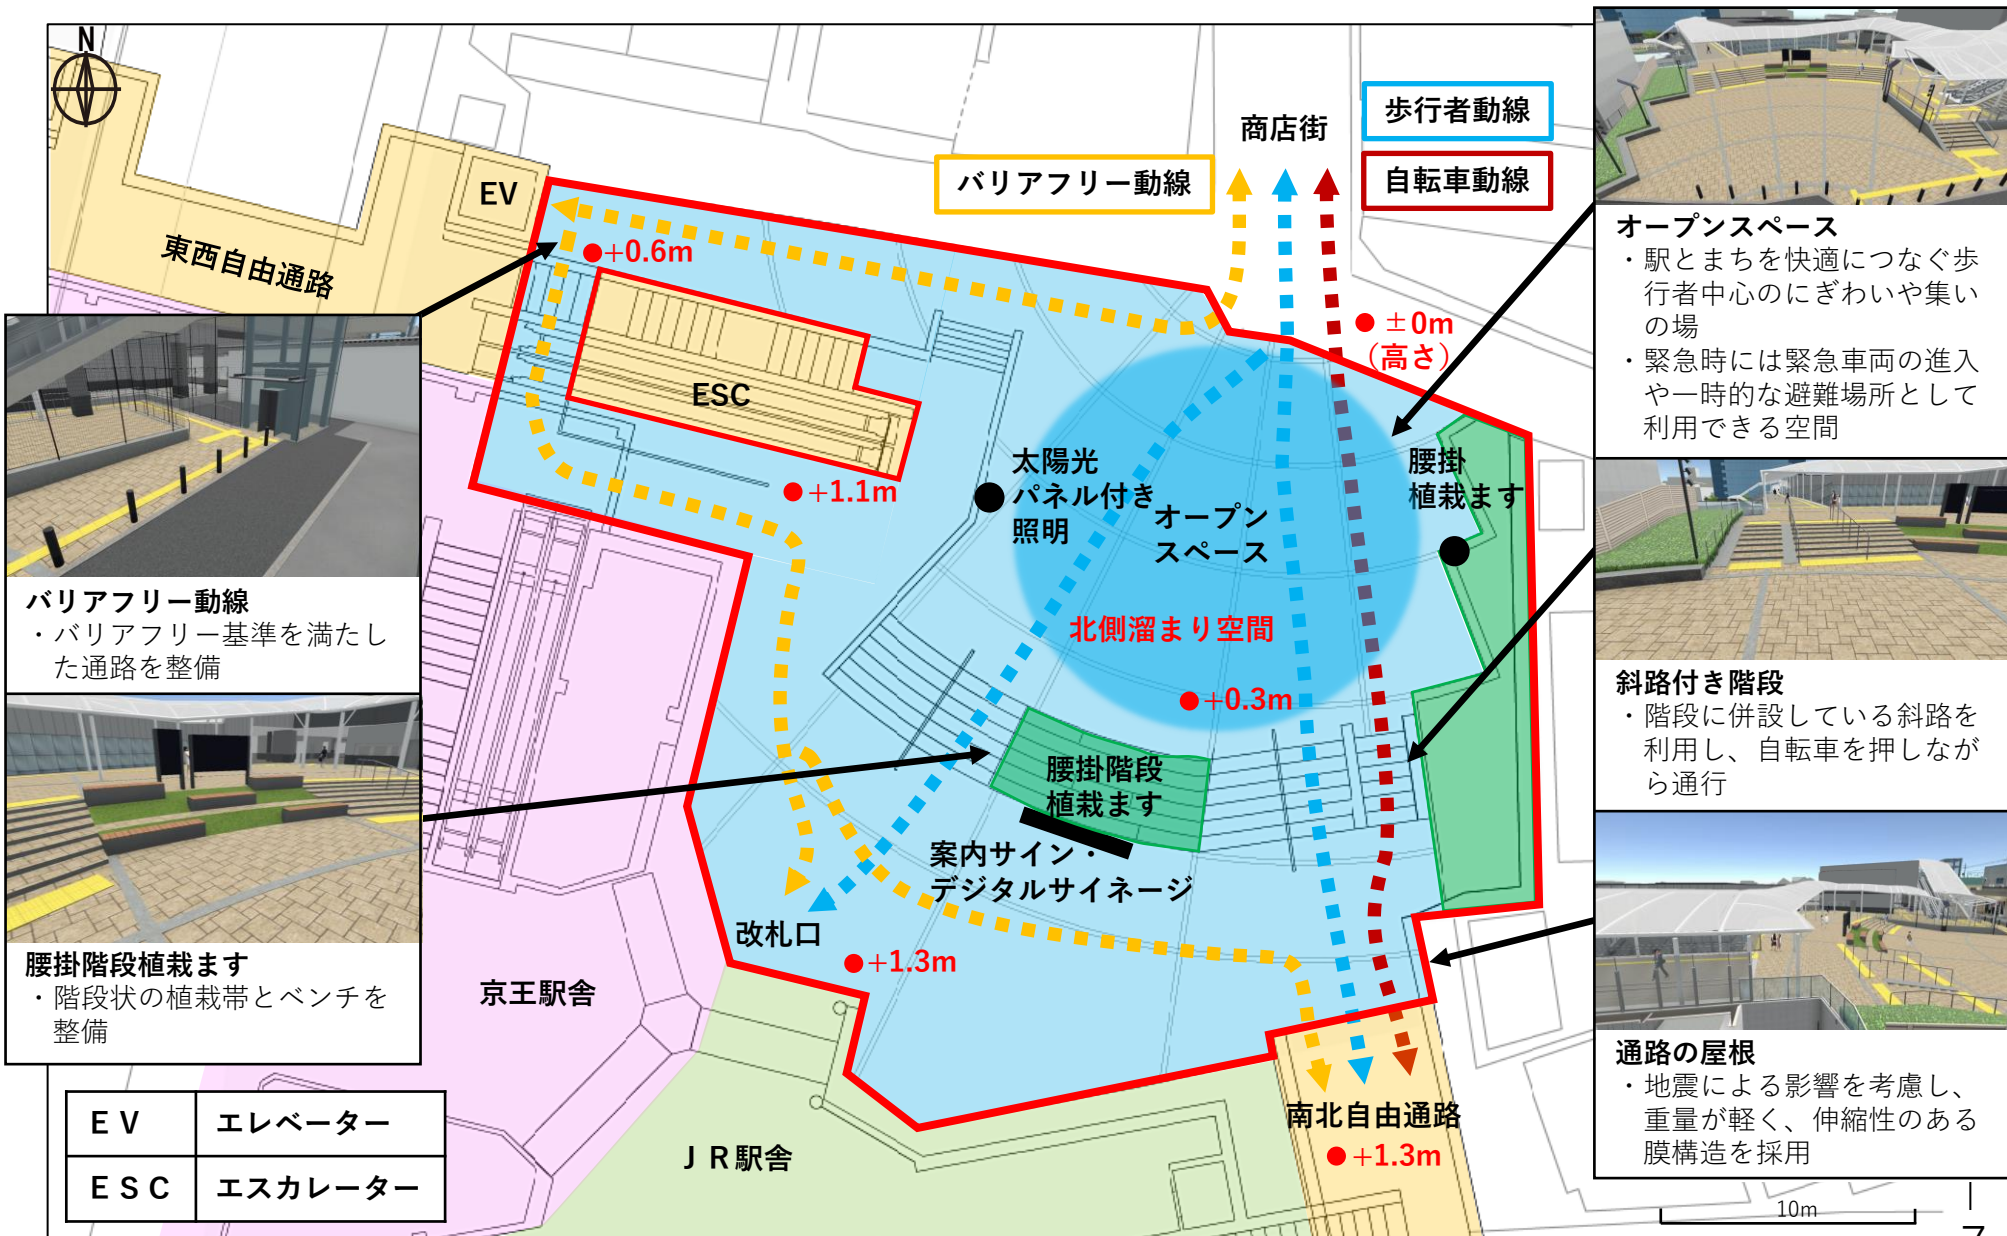 N
商店街
歩行者動線
自転車動線
バリアフリー動線
EV
東西自由通路
+0.6m
±0m
(高さ)
ESC
+1.1m
太陽光
パネル付き
照明
オープン
スペース
腰掛
植栽ます
北側溜まり空間
+0.3m
腰掛階段
植栽ます
案内サイン・
デジタルサイネージ
改札口
+1.3m
京王駅舎
JR駅舎
南北自由通路
+1.3m
バリアフリー動線
・バリアフリー基準を満たし
た通路を整備
腰掛階段植栽ます
・階段状の植栽帯とベンチを
整備
EV エレベーター
ESC エスカレーター
オープンスペース
・駅とまちを快適につなぐ歩
行者中心のにぎわいや集い
の場
・緊急時には緊急車両の進入
や一時的な避難場所として
利用できる空間
斜路付き階段
・階段に併設している斜路を
利用し、自転車を押しなが
ら通行
通路の屋根
・地震による影響を考慮し、
重量が軽く、伸縮性のある
膜構造を採用
10m